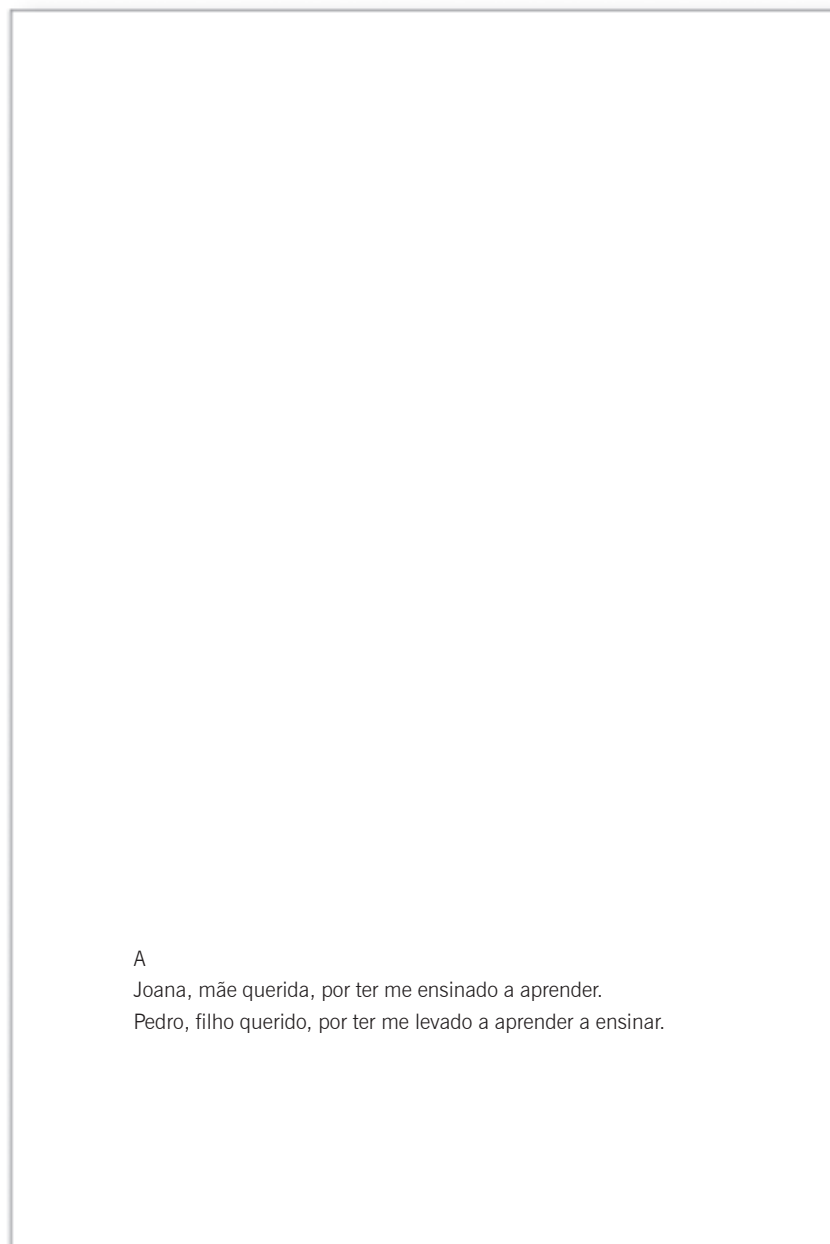 A
Joana, mãe querida, por ter me ensinado a aprender.
Pedro, filho querido, por ter me levado a aprender a ensinar.